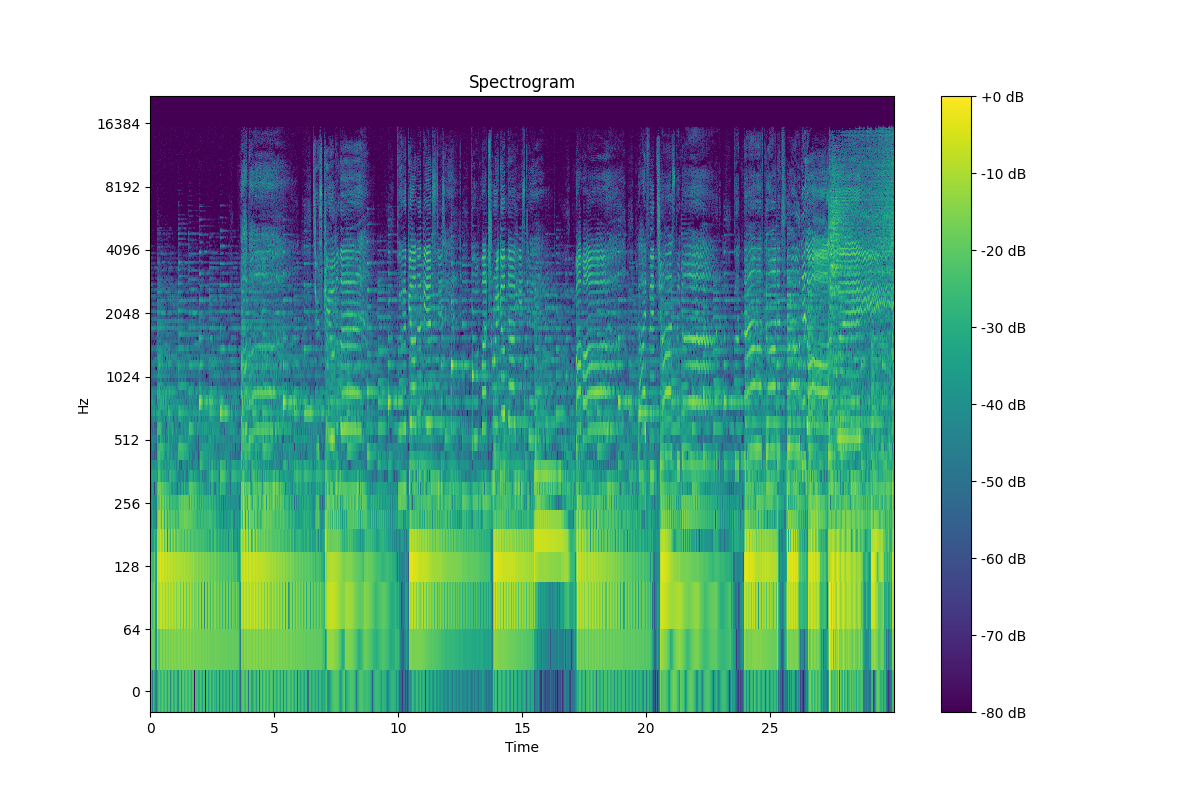 Spectrogram
16384
8192
4096
2048
1024
512
256
128
64
0
Hz
0 5 10 15 20 25
Time
+0 dB
-10 dB
-20 dB
-30 dB
-40 dB
-50 dB
-60 dB
-70 dB
-80 dB